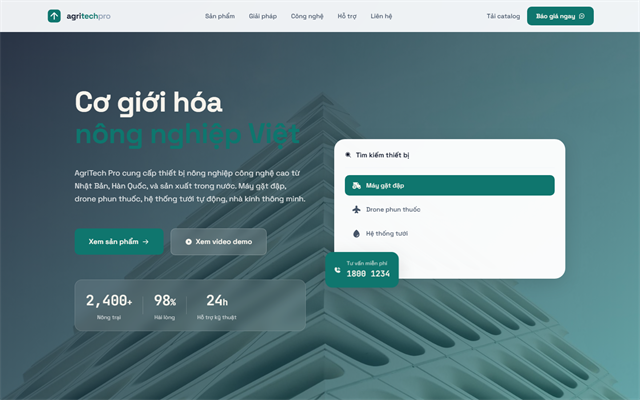 agritechpro
Sản phẩm
Giải pháp
Công nghệ
Hỗ trợ
Liên hệ
Tải catalog
Báo giá ngay
Cơ giới hóa
nông nghiệp Việt
AgriTech Pro cung cấp thiết bị nông nghiệp công nghệ cao từ
Nhật Bản, Hàn Quốc, và sản xuất trong nước. Máy gặt đập,
drone phun thuốc, hệ thống tưới tự động, nhà kính thông minh.
Xem sản phẩm
Xem video demo
2,400+
Nông trại
98%
Hài lòng
24h
Hỗ trợ kỹ thuật
Tìm kiếm thiết bị
Máy gặt đập
Drone phun thuốc
Hệ thống tưới
Tư vấn miễn phí
1800 1234